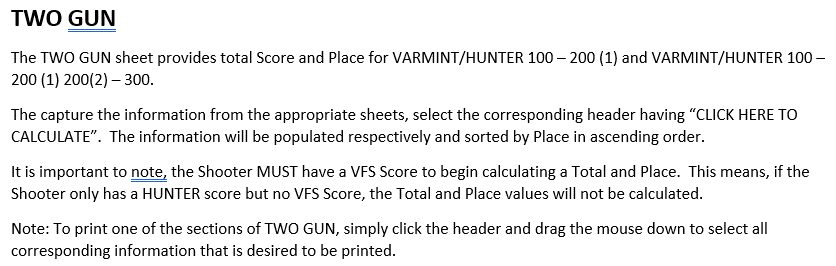 TWO GUN
The TWO GUN sheet provides total Score and Place for VARMINT/HUNTER 100 – 200 (1) and VARMINT/HUNTER 100 –
200 (1) 200(2) – 300.
The capture the information from the appropriate sheets, select the corresponding header having “CLICK HERE TO
CALCULATE”.  The information will be populated respectively and sorted by Place in ascending order.
It is important to note, the Shooter MUST have a VFS Score to begin calculating a Total and Place.  This means, if the
Shooter only has a HUNTER score but no VFS Score, the Total and Place values will not be calculated.
Note: To print one of the sections of TWO GUN, simply click the header and drag the mouse down to select all
corresponding information that is desired to be printed.